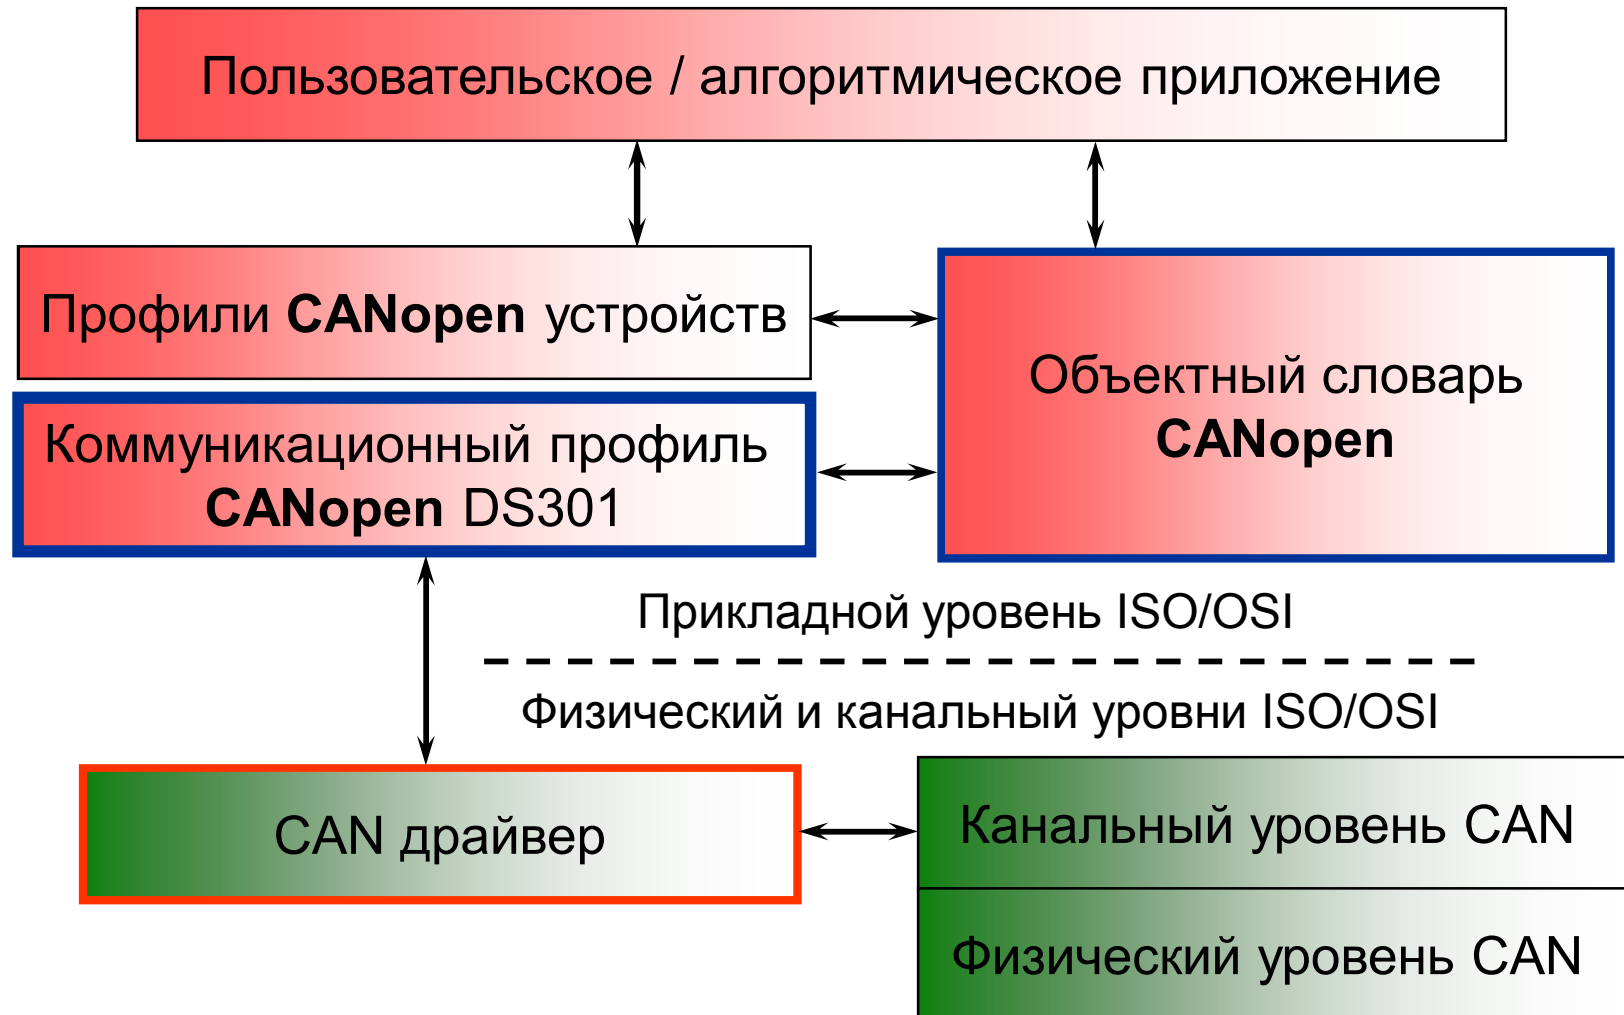 Пользовательское / алгоритмическое приложение
Профили CANopen устройств
Объектный словарь
CANopen
Коммуникационный профиль
CANopen DS301
Прикладной уровень ISO/OSI
Физический и канальный уровни ISO/OSI
CAN драйвер
Канальный уровень CAN
Физический уровень CAN